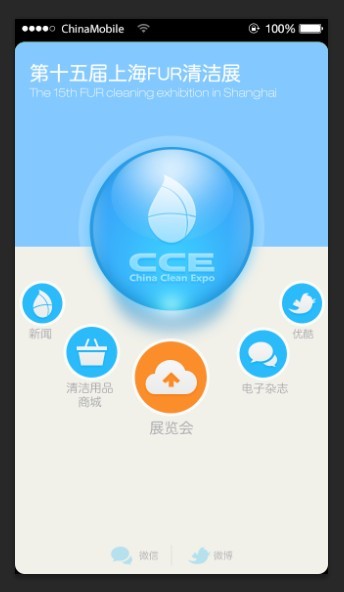 ChinaMobile 100%
第十五届上海FUR清洁展
The 15th FUR cleaning exhibition in Shanghai
CCE
China Clean Expo
新闻
优酷
清洁用品
商城
电子杂志
展览会
微信
微博